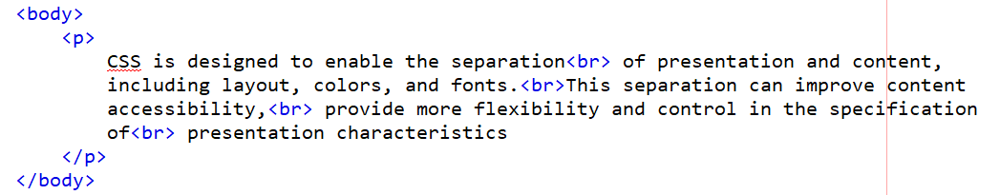 <body>
<p>
CSS is designed to enable the separation<br> of presentation and content,
including layout, colors, and fonts.<br>This separation can improve content
accessibility,<br> provide more flexibility and control in the specification
of<br> presentation characteristics
</p>
</body>